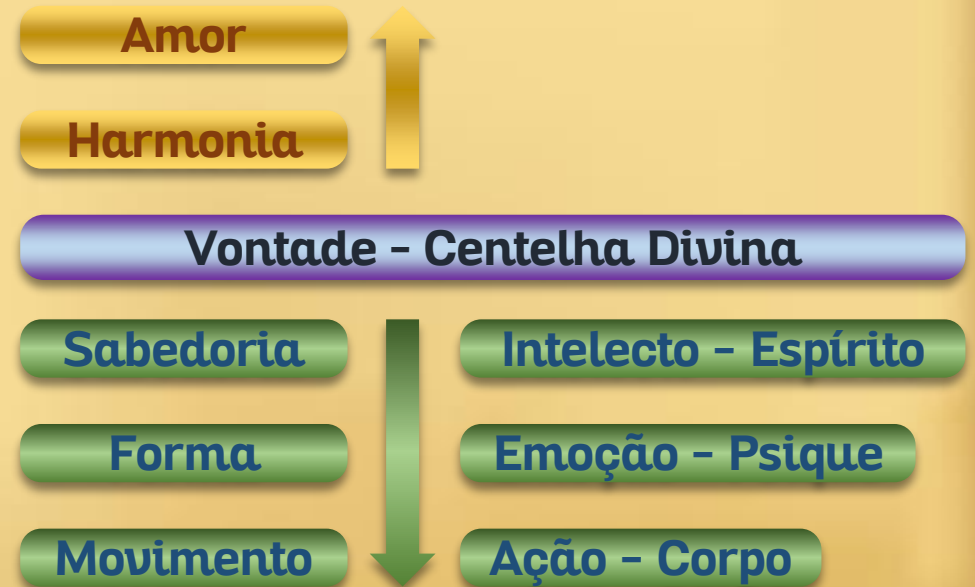 Amor
Harmonia
Vontade - Centelha Divina
Sabedoria
Intelecto - Espírito
Forma
Emoção - Psique
Movimento
Ação - Corpo